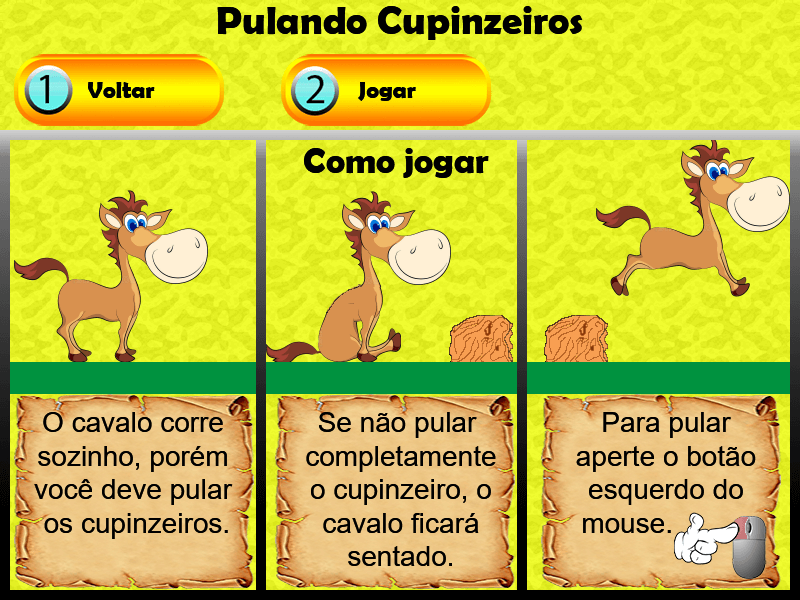 Pulando Cupinzeiros
1 Voltar
2 Jogar
Como jogar
O cavalo corre
sozinho, porém
você deve pular
os cupinzeiros.
Se não pular
completamente
o cupinzeiro, o
cavalo ficará
sentado.
Para pular
aperte o botão
esquerdo do
mouse.